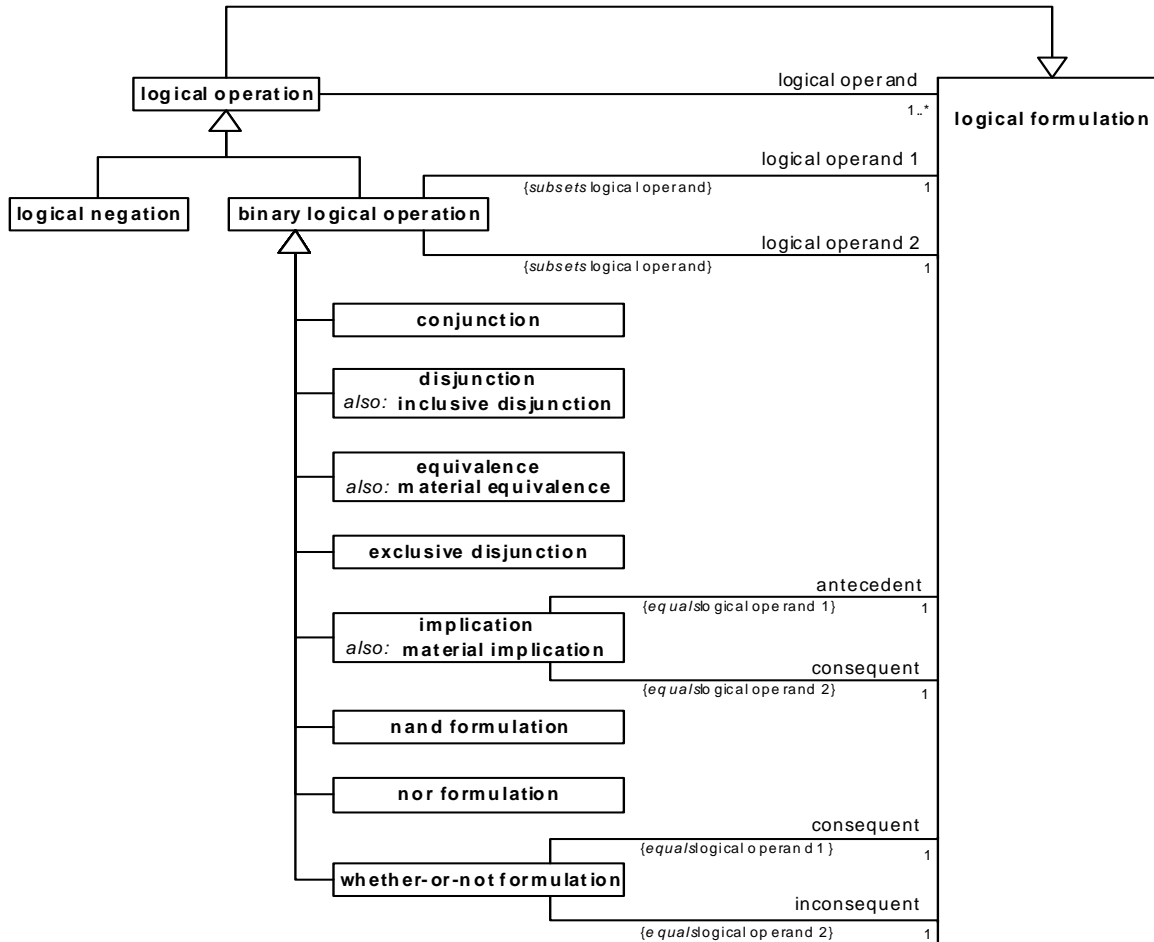 logical operation
logical operand
1..*
logical formulation
logical operand 1
{subsets logical operand}
1
logical negation
binary logical operation
logical operand 2
{subsets logical operand}
1
conjunction
disjunction
also: inclusive disjunction
equivalence
also: material equivalence
exclusive disjunction
antecedent
{equals logical operand 1}
1
implication
also: material implication
consequent
{equals logical operand 2}
1
nand formulation
nor formulation
consequent
{equals logical operand 1}
1
whether-or-not formulation
inconsequent
{equals logical operand 2}
1